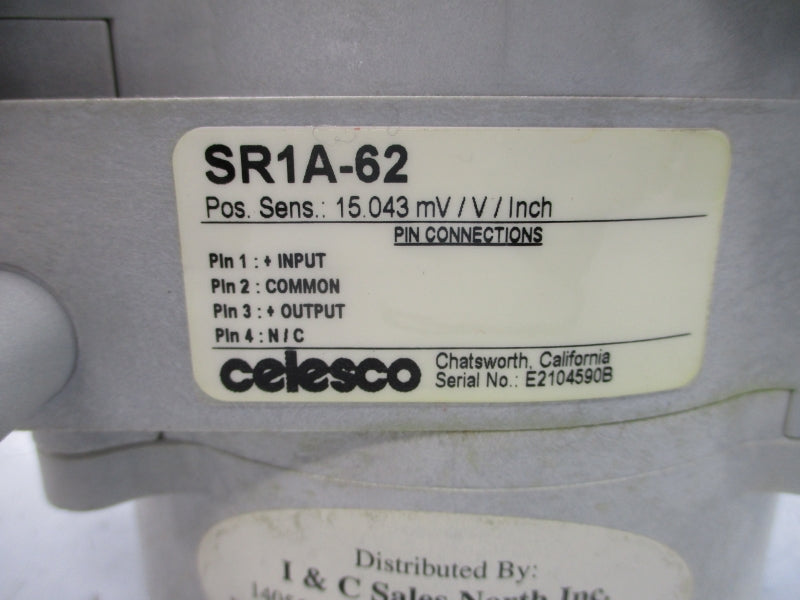 SR1A-62
Pos. Sens.: 15.043 mV / V / Inch
PIN CONNECTIONS
Pin 1 : + INPUT
Pin 2 : COMMON
Pin 3 : + OUTPUT
Pin 4 : N / C
celesco
Chatsworth, California
Serial No.: E2104590B
Distributed By:
I & C Sales North Inc.